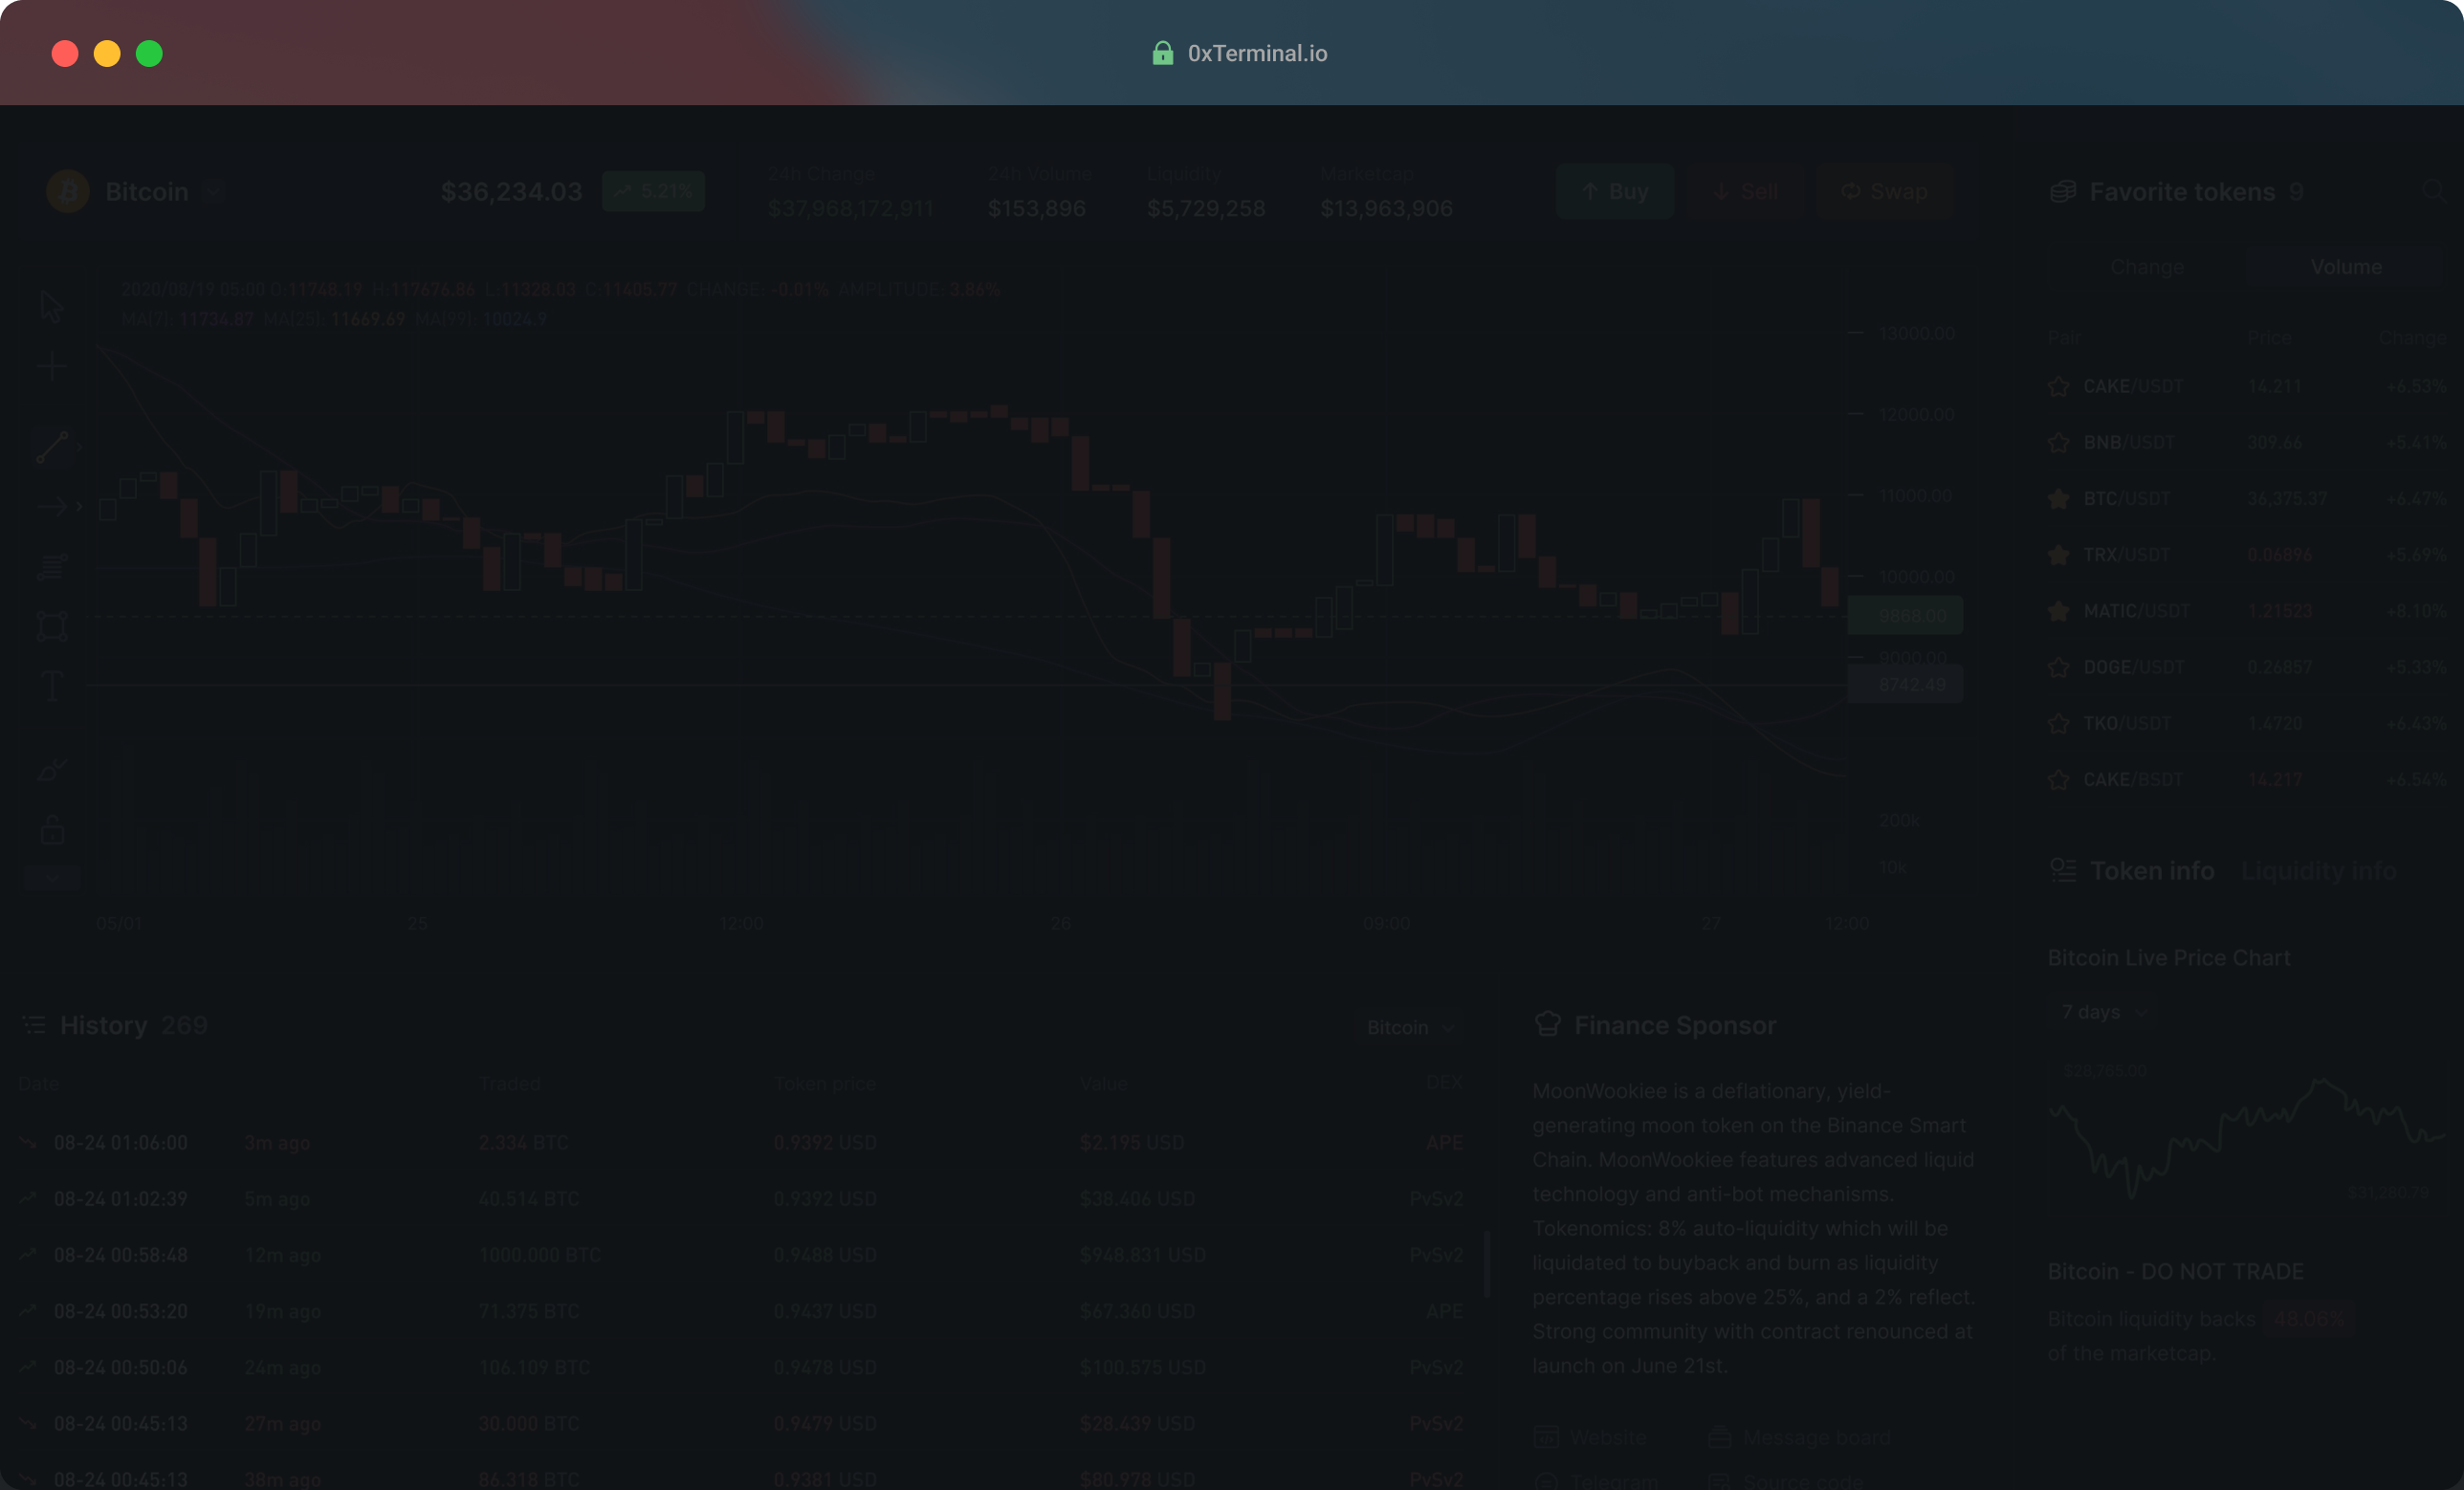 0xTerminal.io
Bitcoin
$36,234.03
5.21%
24h Change
$37,968,172,911
24h Volume
$153,896
Liquidity
$5,729,258
Marketcap
$13,963,906
Buy
Sell
Swap
2020/08/19 05:00 O:11748.19 H:117676.86 L:11328.03 C:11405.77 CHANGE: -0.01% AMPLITUDE: 3.86%
MA(7): 11734.87 MA(25): 11669.69 MA(99): 10024.9
13000.00
12000.00
11000.00
10000.00
9868.00
9000.00
8742.49
200k
10k
05/01 25 12:00 26 09:00 27 12:00
Favorite tokens 9
Change Volume
Pair Price Change
CAKE/USDT 14.211 +6.53%
BNB/USDT 309.66 +5.41%
BTC/USDT 36,375.37 +6.47%
TRX/USDT 0.06896 +5.69%
MATIC/USDT 1.21523 +8.10%
DOGE/USDT 0.26857 +5.33%
TKO/USDT 1.4720 +6.43%
CAKE/BSDT 14.217 +6.54%
Token info Liquidity info
Bitcoin Live Price Chart
7 days
$28,765.00
$31,280.79
Bitcoin - DO NOT TRADE
Bitcoin liquidity backs 48.06%
of the marketcap.
History 269
Bitcoin
Date Traded Token price Value DEX
08-24 01:06:00 3m ago 2.334 BTC 0.9392 USD $2.195 USD APE
08-24 01:02:39 5m ago 40.514 BTC 0.9392 USD $38.406 USD PvSv2
08-24 00:58:48 12m ago 1000.000 BTC 0.9488 USD $948.831 USD PvSv2
08-24 00:53:20 19m ago 71.375 BTC 0.9437 USD $67.360 USD APE
08-24 00:50:06 24m ago 106.109 BTC 0.9478 USD $100.575 USD PvSv2
08-24 00:45:13 27m ago 30.000 BTC 0.9479 USD $28.439 USD PvSv2
08-24 00:45:13 38m ago 86.318 BTC 0.9381 USD $80.978 USD PvSv2
Finance Sponsor
MoonWookiee is a deflationary, yield-
generating moon token on the Binance Smart
Chain. MoonWookiee features advanced liquid
technology and anti-bot mechanisms.
Tokenomics: 8% auto-liquidity which will be
liquidated to buyback and burn as liquidity
percentage rises above 25%, and a 2% reflect.
Strong community with contract renounced at
launch on June 21st.
Website
Message board
Telegram
Source code